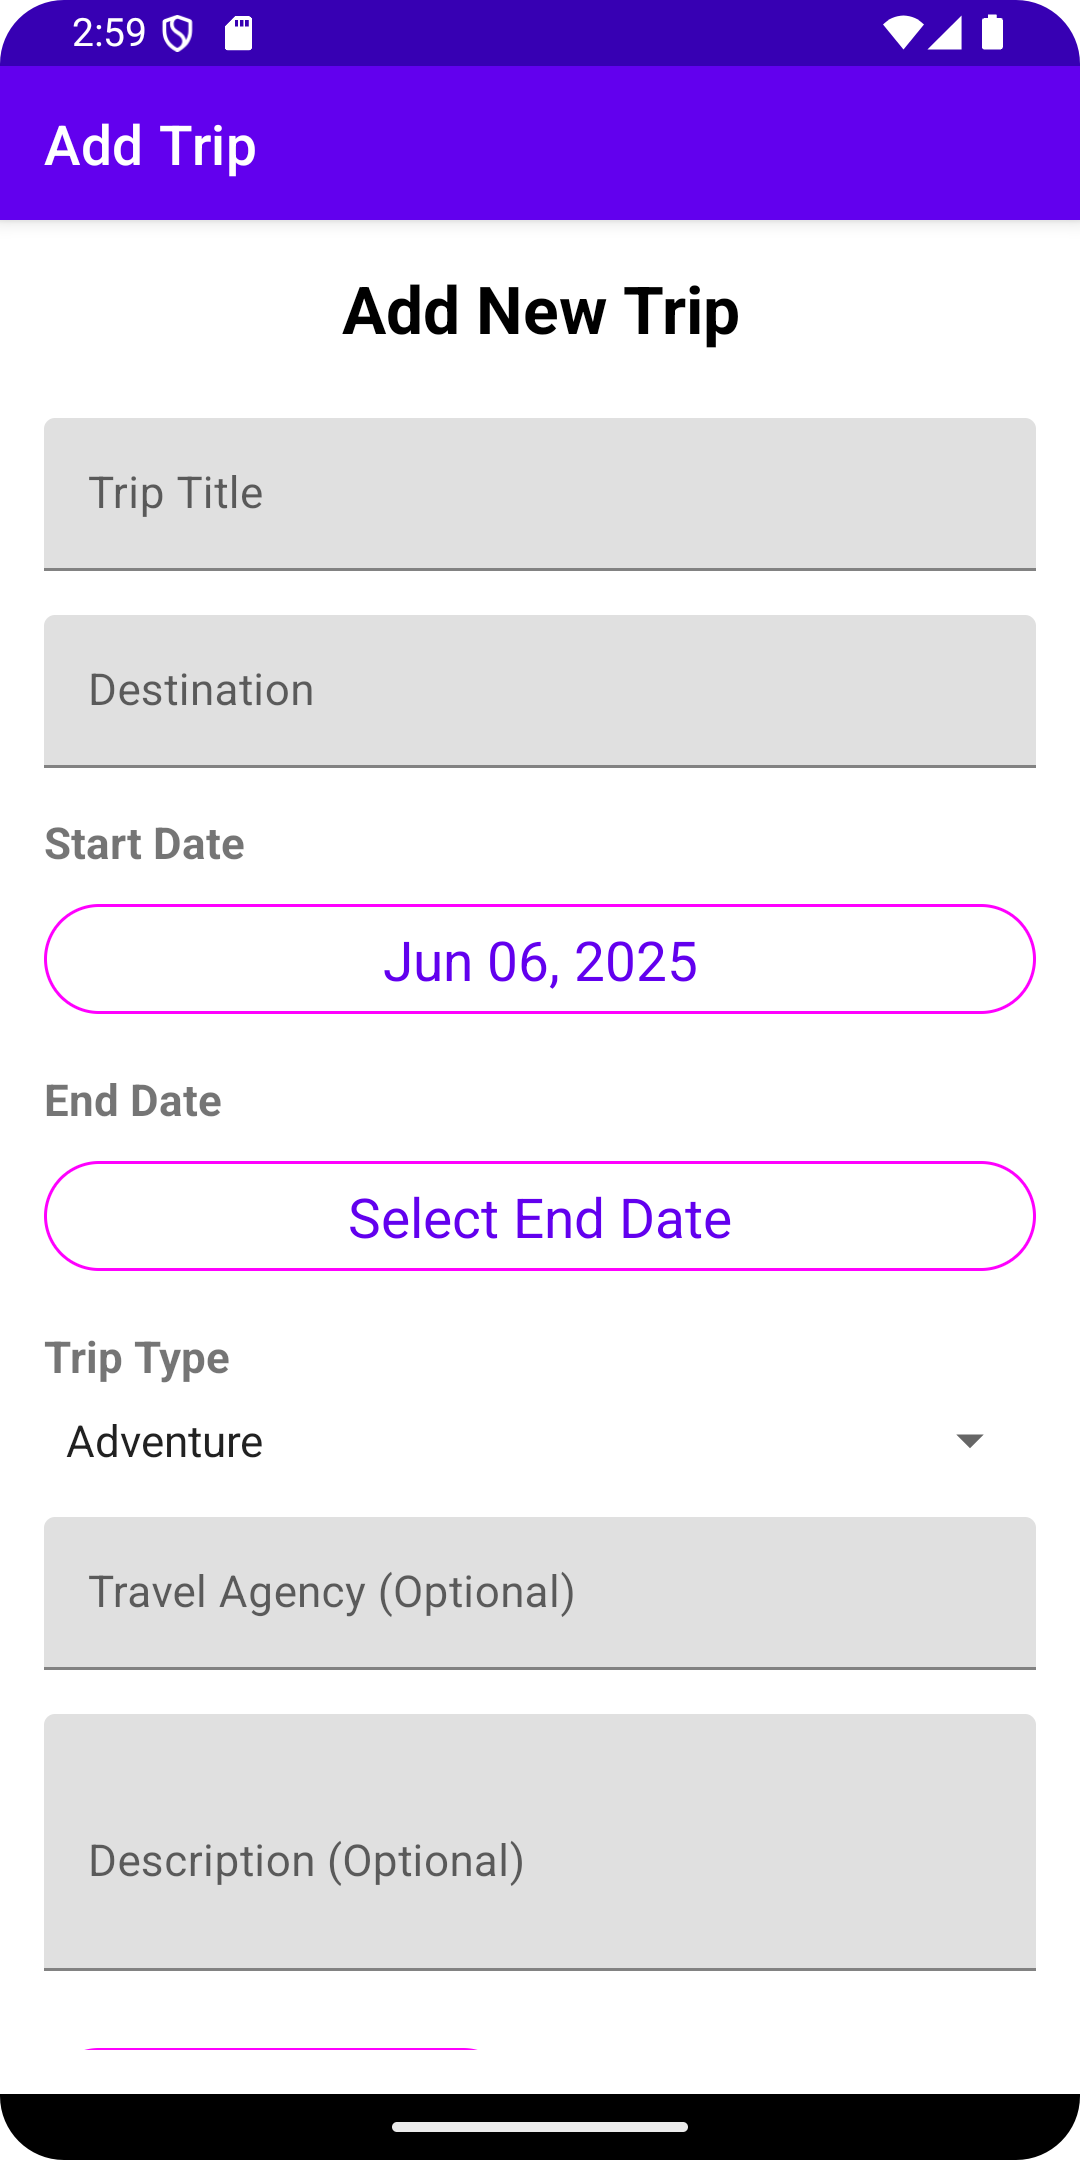 2:59
Add Trip
Add New Trip
Trip Title
Destination
Start Date
Jun 06, 2025
End Date
Select End Date
Trip Type
Adventure
Travel Agency (Optional)
Description (Optional)